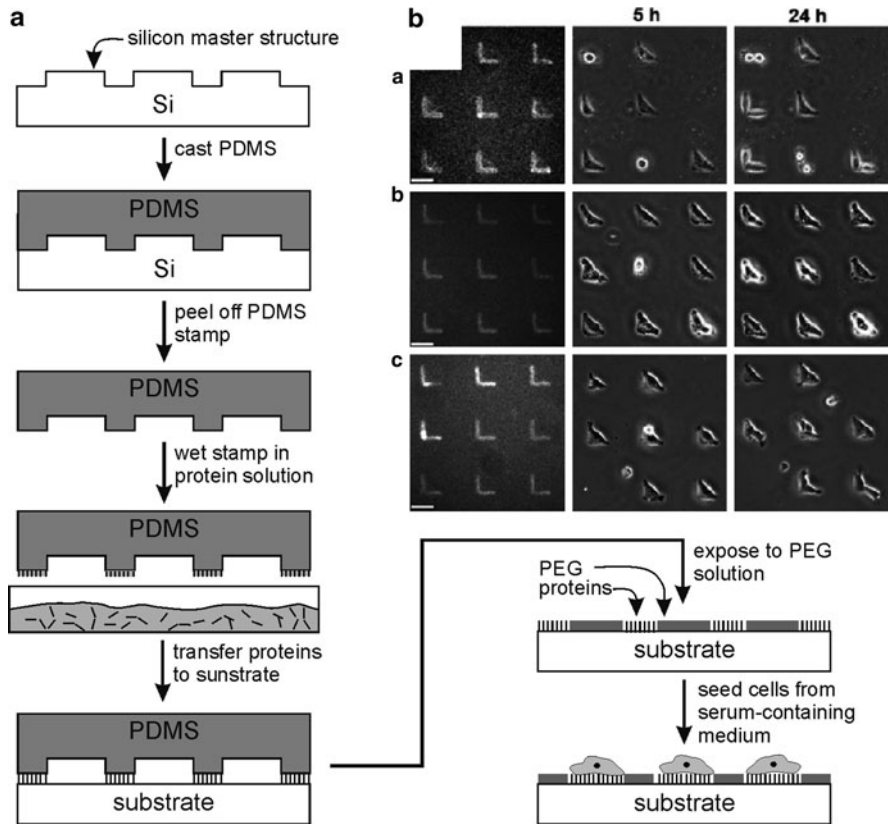 a
silicon master structure
Si
cast PDMS
PDMS
Si
peel off PDMS
stamp
PDMS
wet stamp in
protein solution
PDMS
transfer proteins
to sunstrate
PDMS
substrate
b
5 h
24 h
a
b
c
expose to PEG
solution
PEG
proteins
substrate
seed cells from
serum-containing
medium
substrate